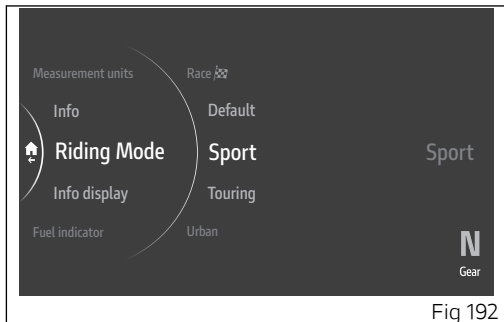 Measurement units
Race
Info
Default
Riding Mode
Sport
Sport
Info display
Touring
Fuel indicator
Urban
N
Gear
Fig 192